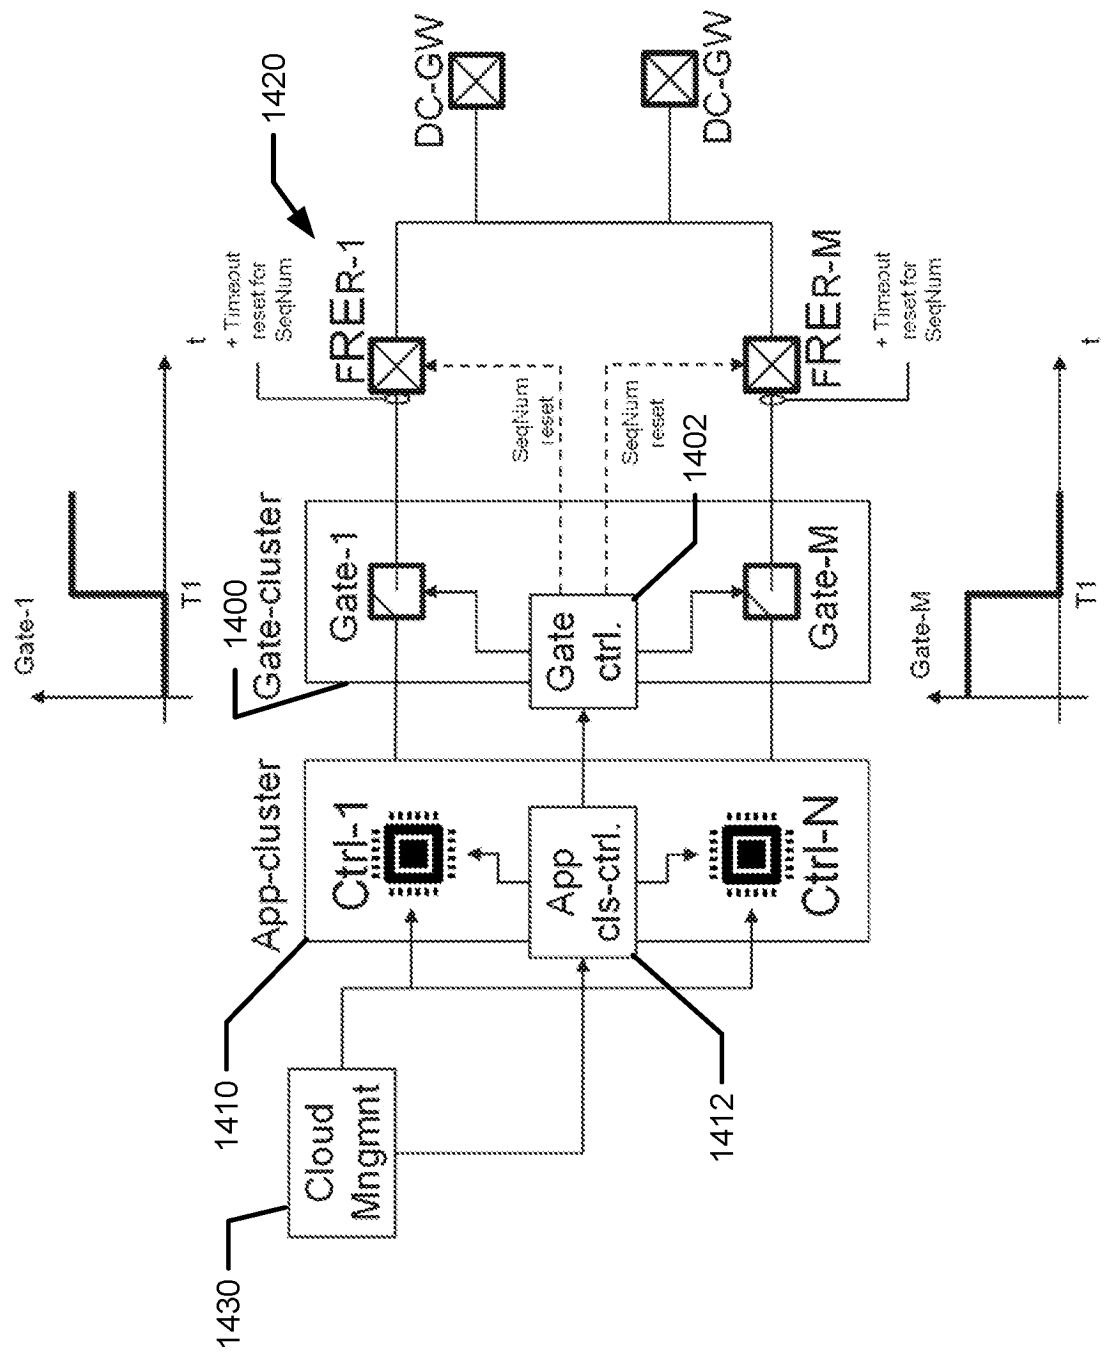 Gate-1
T1
t
1420
+ Timeout
reset for
SeqNum
FRER-1
DC-GW
1400
Gate-cluster
Gate-1
SeqNum
reset
App-cluster
Ctrl-1
1410
Cloud
Mngmnt
1430
App
cls-ctrl.
1412
Gate
ctrl.
1402
SeqNum
reset
Ctrl-N
Gate-M
FRER-M
+ Timeout
reset for
SeqNum
DC-GW
Gate-M
T1
t